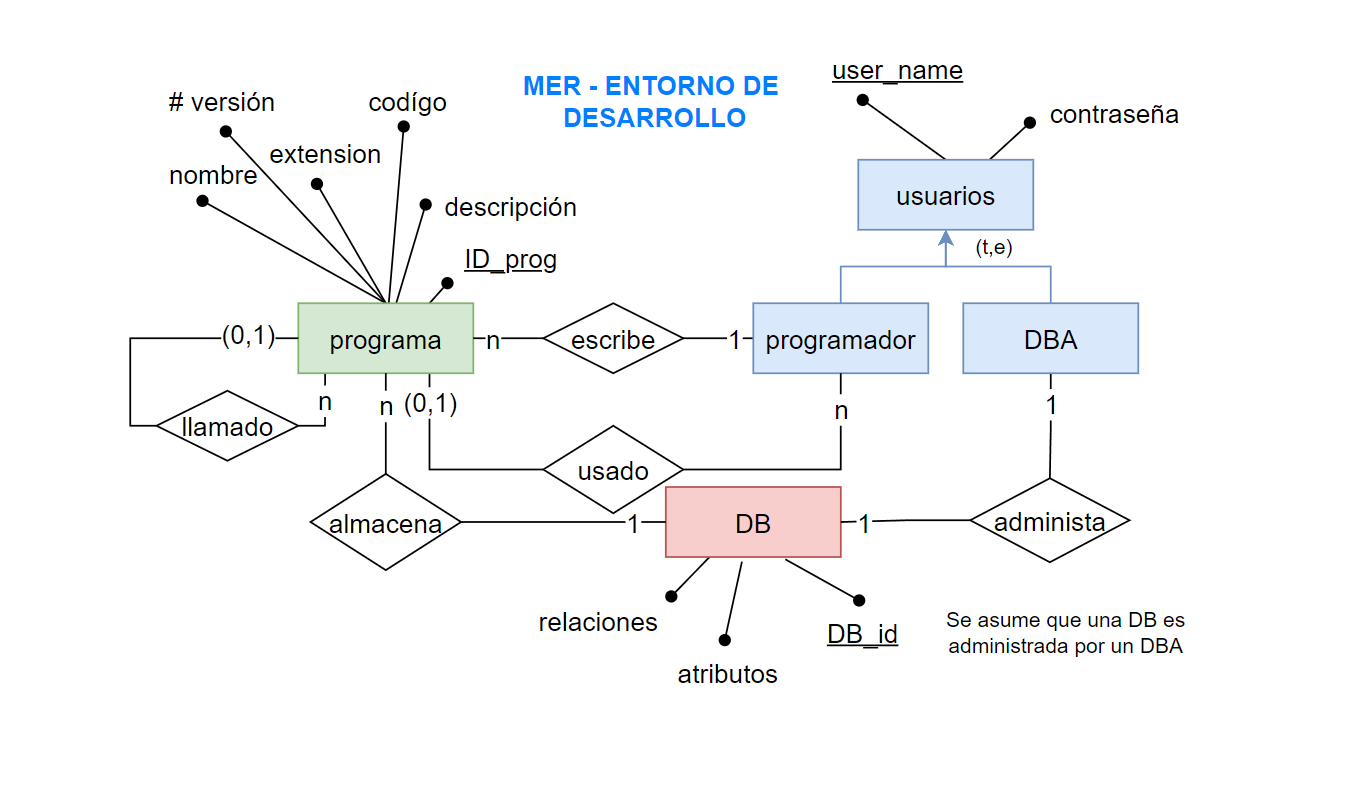 MER - ENTORNO DE
DESARROLLO
# versión
codígo
extension
nombre
descripción
ID_prog
user_name
contraseña
usuarios
(t,e)
(0,1)
programa
n
escribe
1
programador
DBA
n
n
(0,1)
n
1
llamado
usado
almacena
1
DB
1
administa
relaciones
atributos
DB_id
Se asume que una DB es
administrada por un DBA